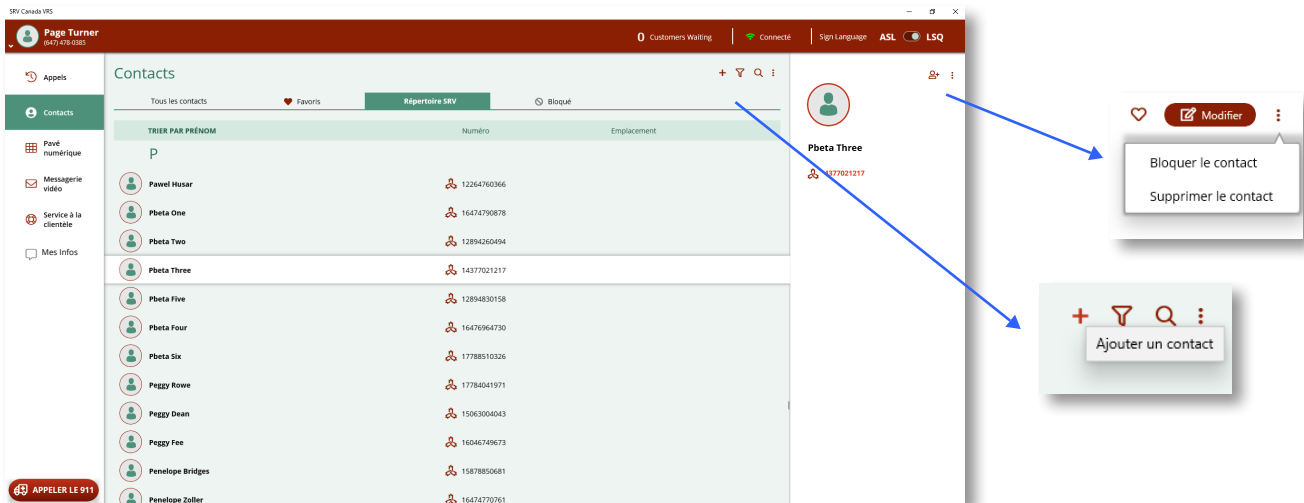 SRV Canada VRS
Page Turner
(647) 478-0385
0 Customers Waiting
Connecté
Sign Language ASL LSQ
Appels
Contacts
Pavé
numérique
Messagerie
vidéo
Service à la
clientèle
Mes Infos
APPELER LE 911
Contacts
Tous les contacts
Favoris
Répertoire SRV
Bloqué
TRIER PAR PRÉNOM
Numéro
Emplacement
P
Pawel Husar 12264760366
Pbeta One 16474790878
Pbeta Two 12894260494
Pbeta Three 14377021217
Pbeta Five 12894830158
Pbeta Four 16476964730
Pbeta Six 17788510326
Peggy Rowe 17784041971
Peggy Dean 15063004043
Peggy Fee 16046749673
Penelope Bridges 15878850681
Penelope Zoller 16474770761
Pbeta Three
14377021217
Modifier
Bloquer le contact
Supprimer le contact
Ajouter un contact